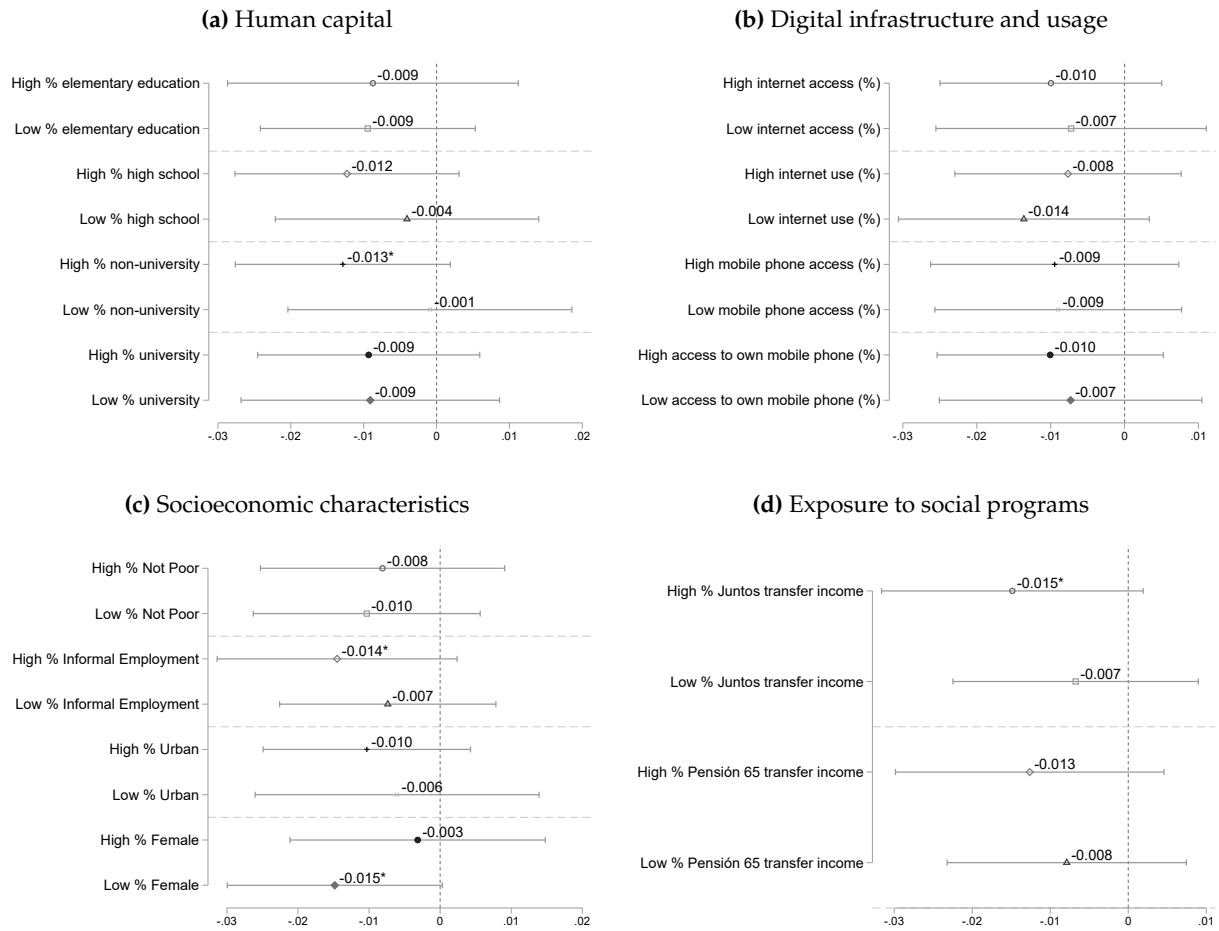 (a) Human capital
High % elementary education -0.009
Low % elementary education -0.009
High % high school -0.012
Low % high school -0.004
High % non-university -0.013*
Low % non-university -0.001
High % university -0.009
Low % university -0.009
-.03 -.02 -.01 0 .01 .02
(b) Digital infrastructure and usage
High internet access (%) -0.010
Low internet access (%) -0.007
High internet use (%) -0.008
Low internet use (%) -0.014
High mobile phone access (%) -0.009
Low mobile phone access (%) -0.009
High access to own mobile phone (%) -0.010
Low access to own mobile phone (%) -0.007
-.03 -.02 -.01 0 .01
(c) Socioeconomic characteristics
High % Not Poor -0.008
Low % Not Poor -0.010
High % Informal Employment -0.014*
Low % Informal Employment -0.007
High % Urban -0.010
Low % Urban -0.006
High % Female -0.003
Low % Female -0.015*
-.03 -.02 -.01 0 .01 .02
(d) Exposure to social programs
High % Juntos transfer income -0.015*
Low % Juntos transfer income -0.007
High % Pensión 65 transfer income -0.013
Low % Pensión 65 transfer income -0.008
-.03 -.02 -.01 0 .01